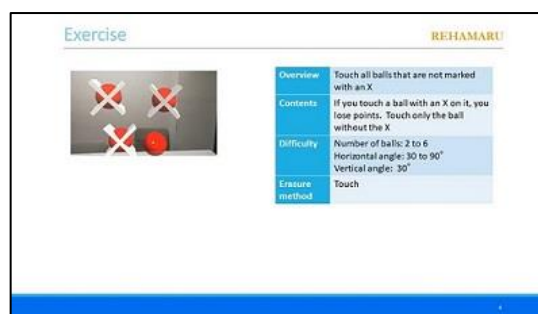 Exercise
REHAMARU
Overview
Touch all balls that are not marked
with an X
Contents
If you touch a ball with an X on it, you
lose points. Touch only the ball
without the X
Difficulty
Number of balls: 2 to 6
Horizontal angle: 30 to 90°
Vertical angle: 30°
Erasure
method
Touch